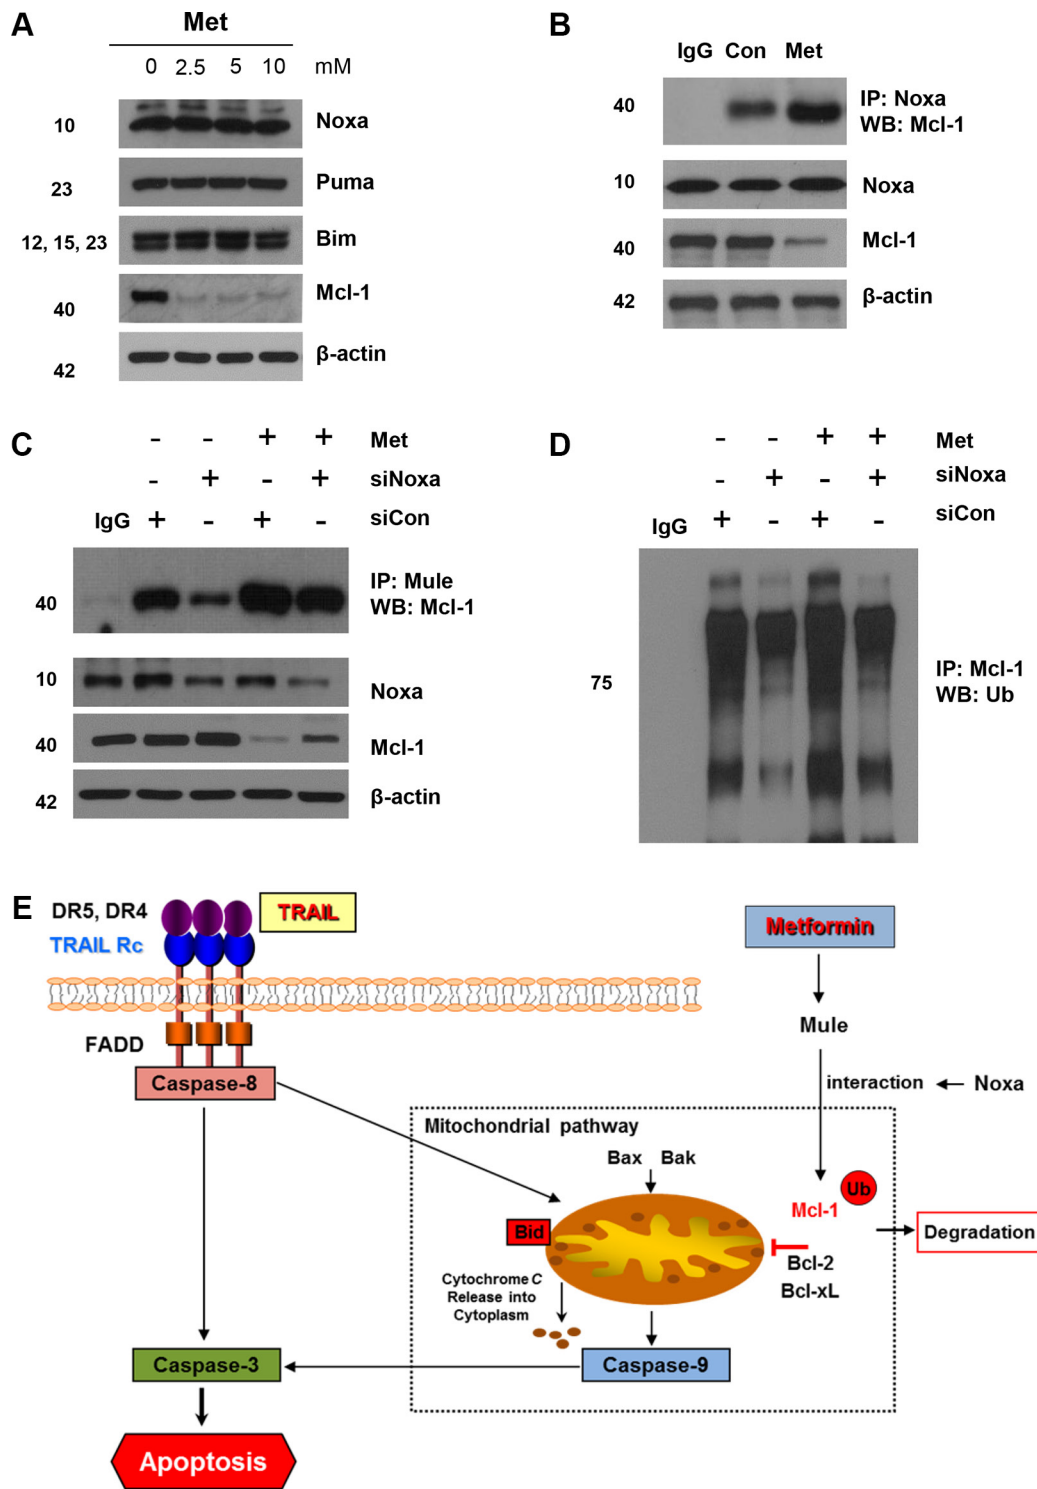 A
Met
0 2.5 5 10 mM
10 Noxa
23 Puma
12, 15, 23 Bim
40 Mcl-1
42 β-actin
B
IgG Con Met
40 IP: Noxa
WB: Mcl-1
10 Noxa
40 Mcl-1
42 β-actin
C
- - + + Met
- + - + siNoxa
IgG + - + - siCon
40 IP: Mule
WB: Mcl-1
10 Noxa
40 Mcl-1
42 β-actin
D
- - + + Met
- + - + siNoxa
IgG + - + - siCon
75 IP: Mcl-1
WB: Ub
E
DR5, DR4
TRAIL
TRAIL Rc
FADD
Caspase-8
Metformin
Mule
interaction
Noxa
Mitochondrial pathway
Bax Bak
Ub
Mcl-1
Bid
Degradation
Bcl-2
Bcl-xL
Cytochrome C
Release into
Cytoplasm
Caspase-3
Caspase-9
Apoptosis